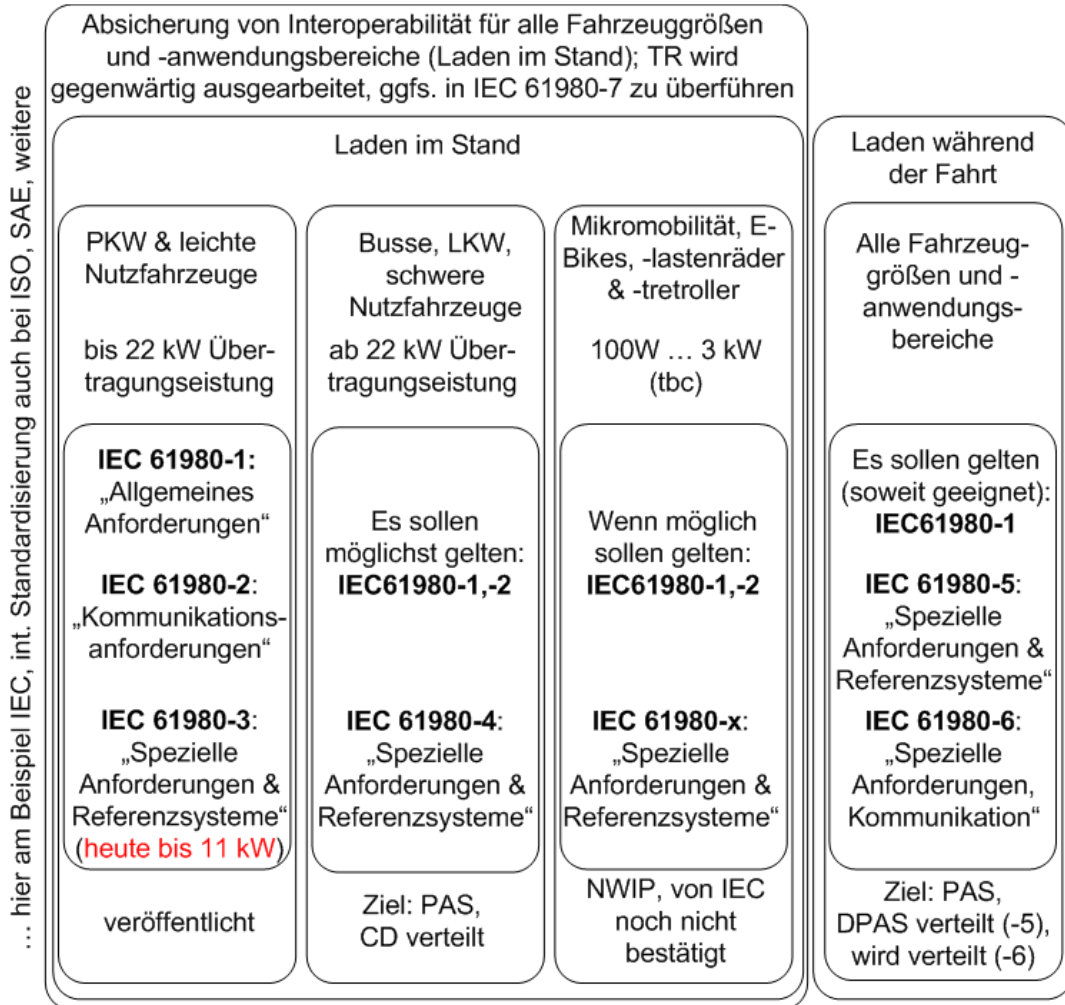 … hier am Beispiel IEC, int. Standardisierung auch bei ISO, SAE, weitere
Absicherung von Interoperabilität für alle Fahrzeuggrößen
und -anwendungsbereiche (Laden im Stand); TR wird
gegenwärtig ausgearbeitet, ggfs. in IEC 61980-7 zu überführen
Laden im Stand
PKW & leichte
Nutzfahrzeuge
bis 22 kW Über-
tragungseistung
IEC 61980-1:
„Allgemeines
Anforderungen“
IEC 61980-2:
„Kommunikations-
anforderungen“
IEC 61980-3:
„Spezielle
Anforderungen &
Referenzsysteme“
(heute bis 11 kW)
veröffentlicht
Busse, LKW,
schwere
Nutzfahrzeuge
ab 22 kW Über-
tragungseistung
Es sollen
möglichst gelten:
IEC61980-1,-2
IEC 61980-4:
„Spezielle
Anforderungen &
Referenzsysteme“
Ziel: PAS,
CD verteilt
Mikromobilität, E-
Bikes, -lastenräder
& -tretroller
100W … 3 kW
(tbc)
Wenn möglich
sollen gelten:
IEC61980-1,-2
IEC 61980-x:
„Spezielle
Anforderungen &
Referenzsysteme“
NWIP, von IEC
noch nicht
bestätigt
Laden während
der Fahrt
Alle Fahrzeug-
größen und -
anwendungs-
bereiche
Es sollen gelten
(soweit geeignet):
IEC61980-1
IEC 61980-5:
„Spezielle
Anforderungen &
Referenzsysteme“
IEC 61980-6:
„Spezielle
Anforderungen,
Kommunikation“
Ziel: PAS,
DPAS verteilt (-5),
wird verteilt (-6)